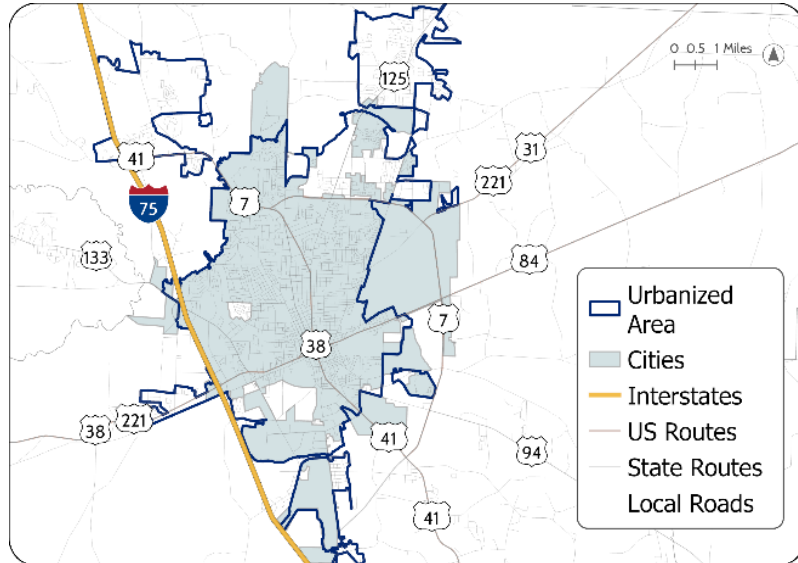 125
0 0.5 1 Miles
41
31
221
75
7
133
84
7
38
221
38
41
94
41
Urbanized
Area
Cities
Interstates
US Routes
State Routes
Local Roads